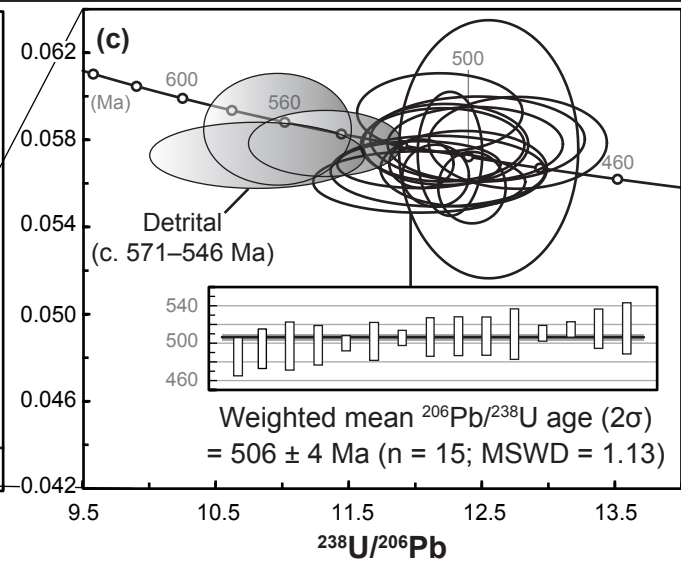 (c)
0.062
0.058
0.054
0.050
0.046
0.042
600
(Ma)
560
500
460
Detrital
(c. 571–546 Ma)
540
500
460
Weighted mean ²⁰⁶Pb/²³⁸U age (2σ)
= 506 ± 4 Ma (n = 15; MSWD = 1.13)
9.5 10.5 11.5 12.5 13.5
²³⁸U/²⁰⁶Pb